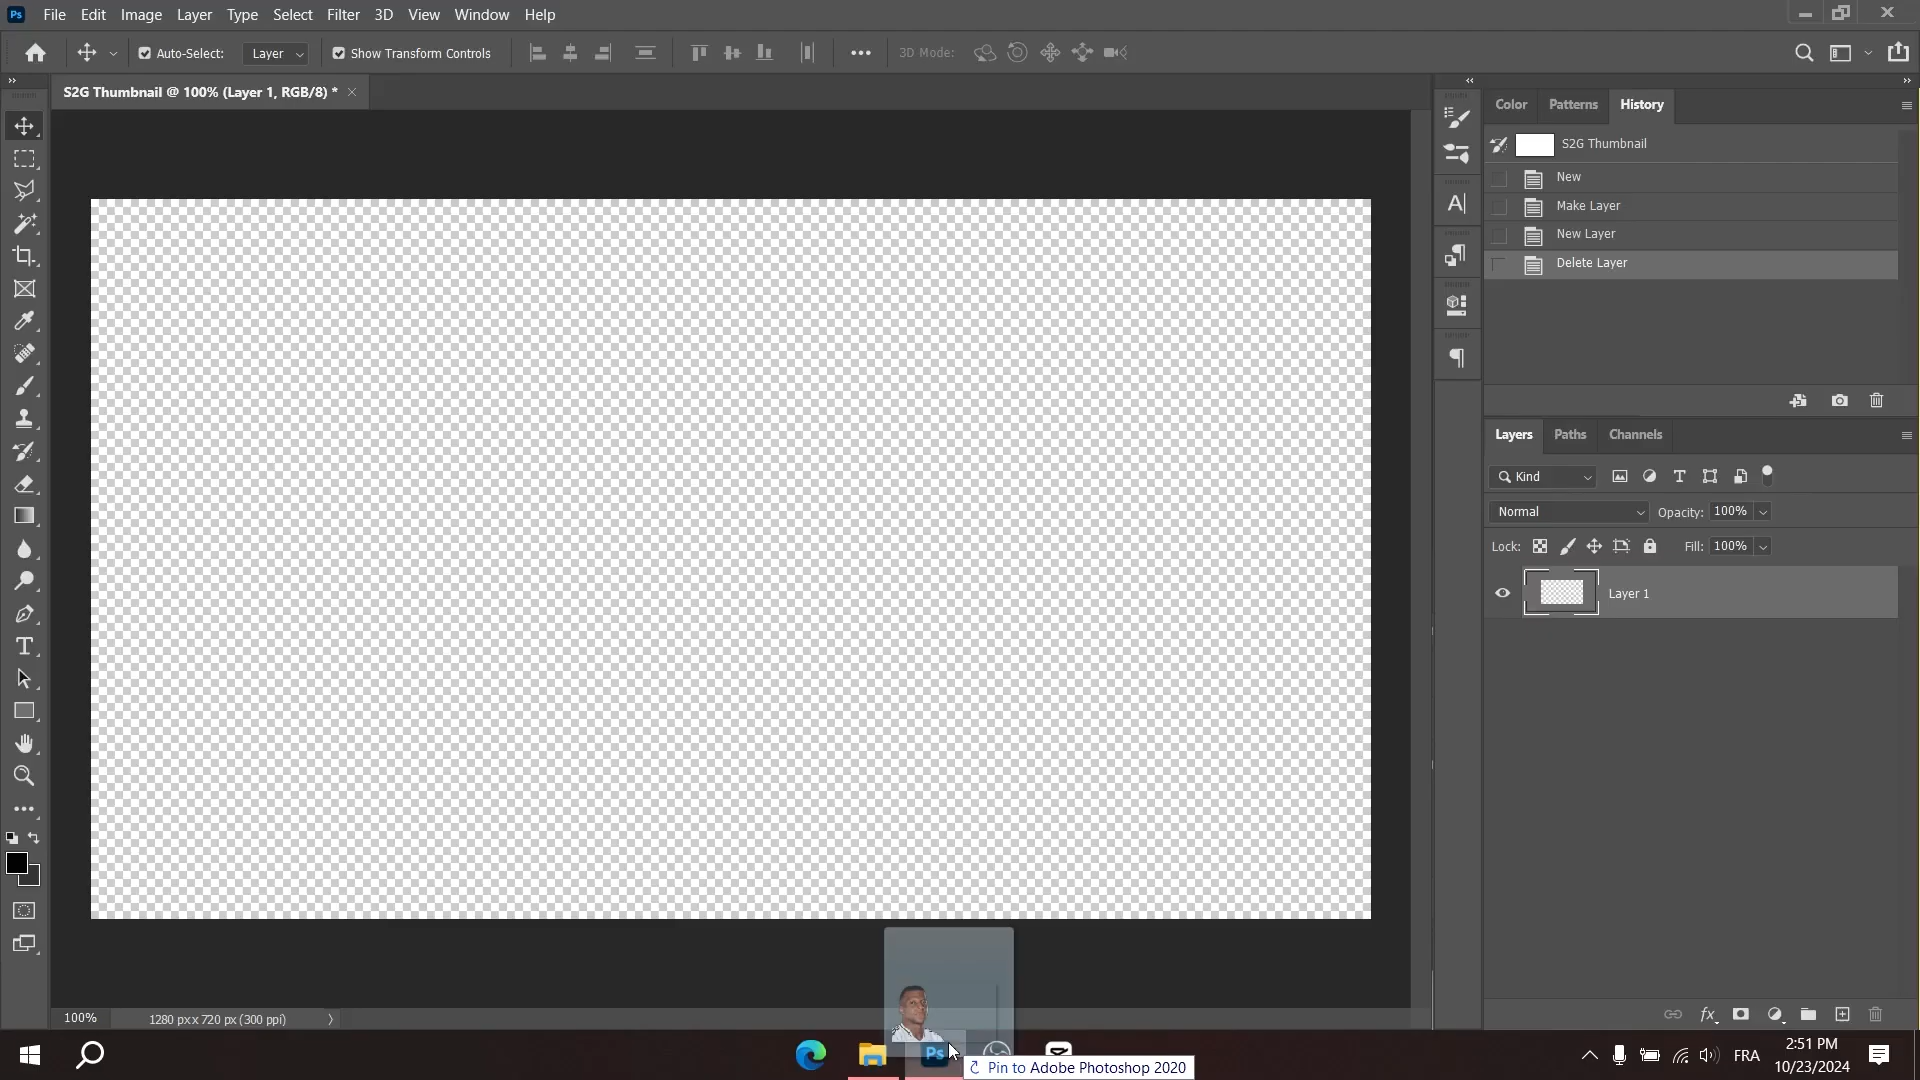 Ps File Edit Image Layer Type Select Filter 3D View Window Help
Auto-Select: Layer Show Transform Controls 3D Mode:
S2G Thumbnail @ 100% (Layer 1, RGB/8) *
Color Patterns History
S2G Thumbnail
New
Make Layer
New Layer
Delete Layer
Layers Paths Channels
Kind
Normal Opacity: 100%
Lock: Fill: 100%
Layer 1
100% 1280 px x 720 px (300 ppi)
fx
Ps
Pin to Adobe Photoshop 2020
FRA
2:51 PM
10/23/2024